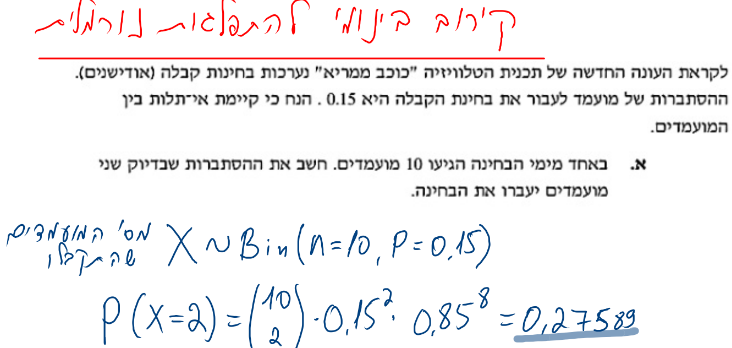 קירוב בינומי להתפלגות נורמלית
לקראת העונה החדשה של תכנית הטלוויזיה "כוכב ממריא" נערכות בחינות קבלה (אודישנים).
ההסתברות של מועמד לעבור את בחינת הקבלה היא 0.15 . הנח כי קיימת אי־תלות בין
המועמדים.
א. באחד מימי הבחינה הגיעו 10 מועמדים. חשב את ההסתברות שבדיוק שני
מועמדים יעברו את הבחינה.
מס' המועמדים שהתקבלו X ~ Bin(n=10, P=0.15)
P(X=2) = (10 2) · 0.15² · 0.85⁸ = 0.27589